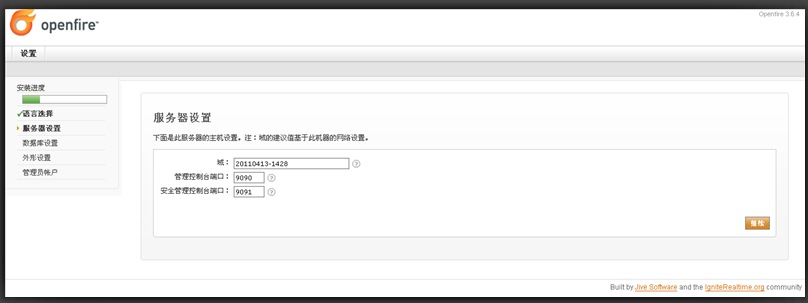 openfire™
Openfire 3.6.4
设置
安装进度
语言选择
服务器设置
数据库设置
外形设置
管理员帐户
服务器设置
下面是此服务器的主机设置。注：域的建议值基于此机器的网络设置。
域： 20110413-1428
管理控制台端口： 9090
安全管理控制台端口： 9091
继续
Built by Jive Software and the IgniteRealtime.org community